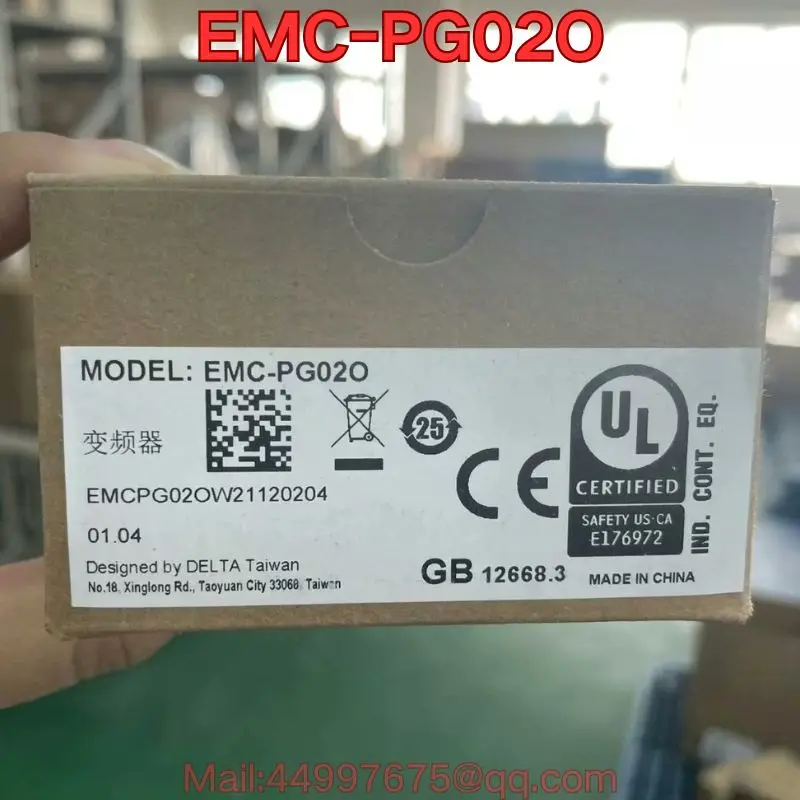 EMC-PG02O
MODEL: EMC-PG02O
变频器
25
EMCPG02OW21120204
01.04
Designed by DELTA Taiwan
No.18, Xinglong Rd., Taoyuan City 33068, Taiwan
CE
UL
CERTIFIED
SAFETY US-CA
E176972
IND. CONT. EQ.
GB 12668.3
MADE IN CHINA
Mail:44997675@qq.com